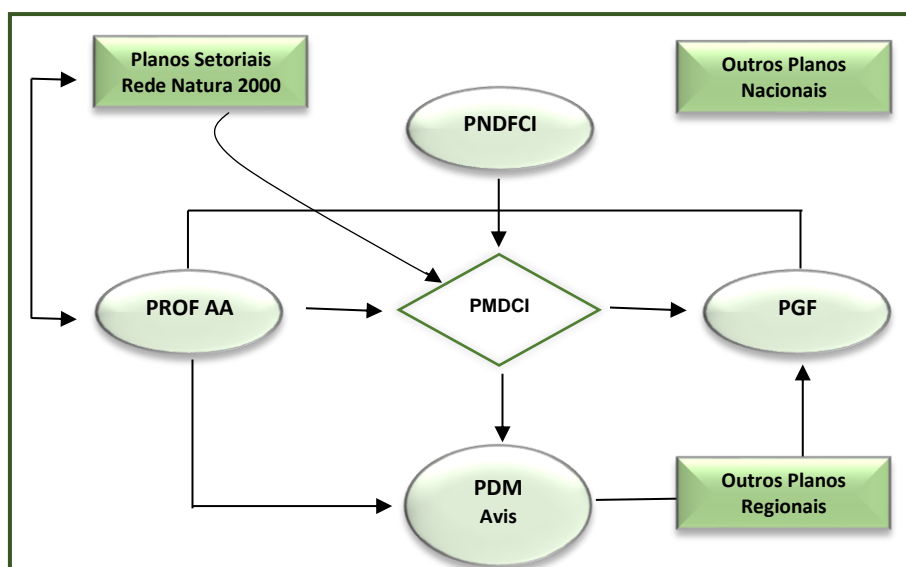 Planos Setoriais
Rede Natura 2000
Outros Planos
Nacionais
PNDFCI
PROF AA
PMDCI
PGF
PDM
Avis
Outros Planos
Regionais